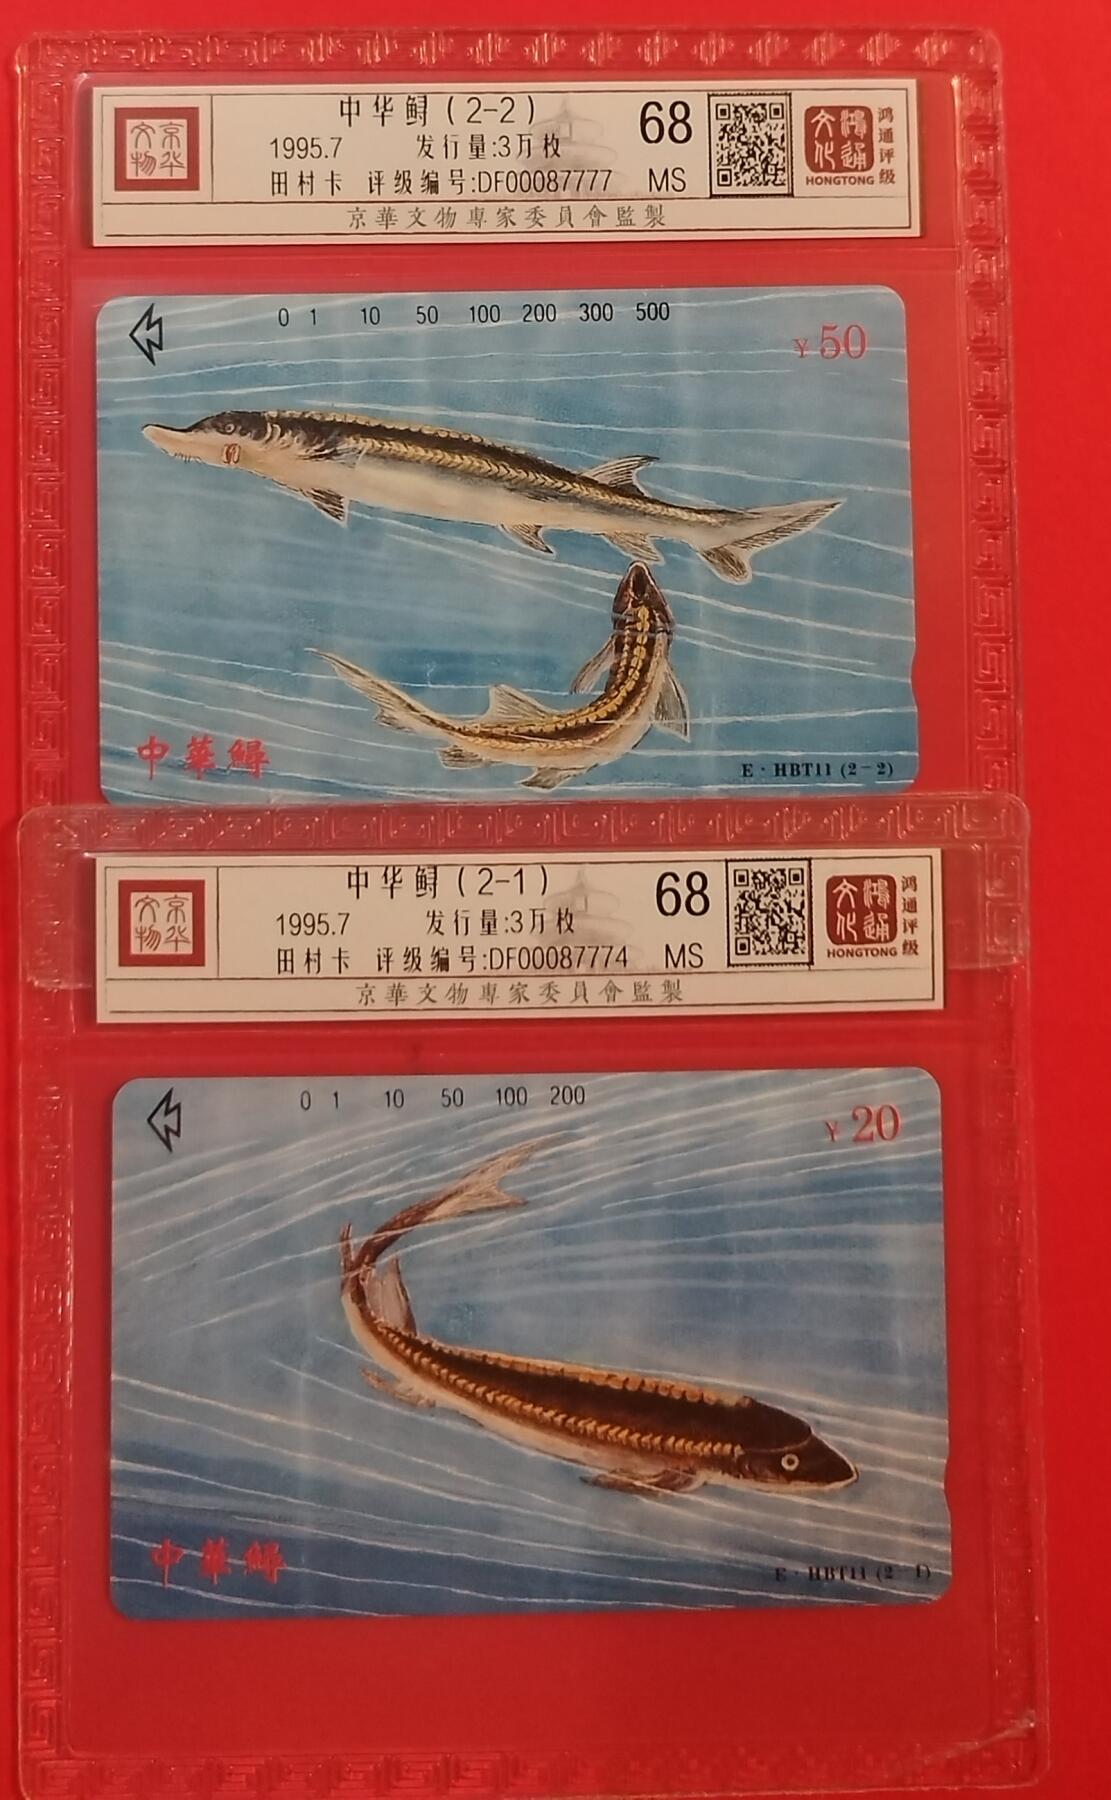 中华鲟（2-2）
1995.7 发行量:3万枚
田村卡 评级编号:DF00087777
68
MS
京华文物
鸿通文化
HONGTONG
鸿通评级
京華文物專家委員會監製
0 1 10 50 100 200 300 500
¥50
中華鱘
E·HBT11 (2-2)
中华鲟（2-1）
1995.7 发行量:3万枚
田村卡 评级编号:DF00087774
68
MS
京华文物
鸿通文化
HONGTONG
鸿通评级
京華文物專家委員會監製
0 1 10 50 100 200
¥20
中華鱘
E·HBT11 (2-1)